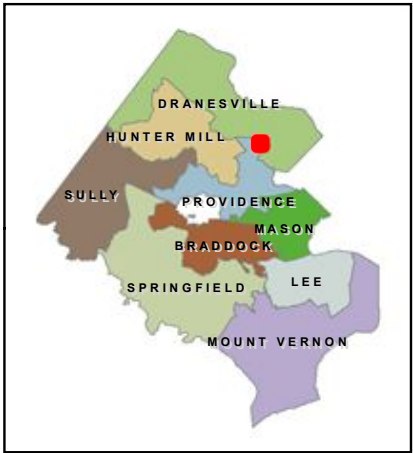 DRANESVILLE
HUNTER MILL
SULLY
PROVIDENCE
MASON
BRADDOCK
LEE
SPRINGFIELD
MOUNT VERNON